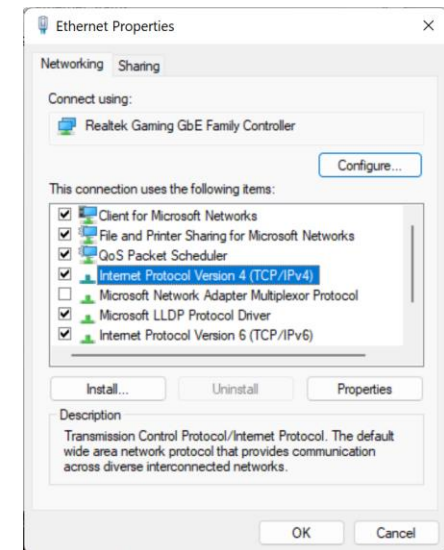 Ethernet Properties
Networking Sharing
Connect using:
Realtek Gaming GbE Family Controller
Configure...
This connection uses the following items:
Client for Microsoft Networks
File and Printer Sharing for Microsoft Networks
QoS Packet Scheduler
Internet Protocol Version 4 (TCP/IPv4)
Microsoft Network Adapter Multiplexor Protocol
Microsoft LLDP Protocol Driver
Internet Protocol Version 6 (TCP/IPv6)
Install... Uninstall Properties
Description
Transmission Control Protocol/Internet Protocol. The default
wide area network protocol that provides communication
across diverse interconnected networks.
OK Cancel